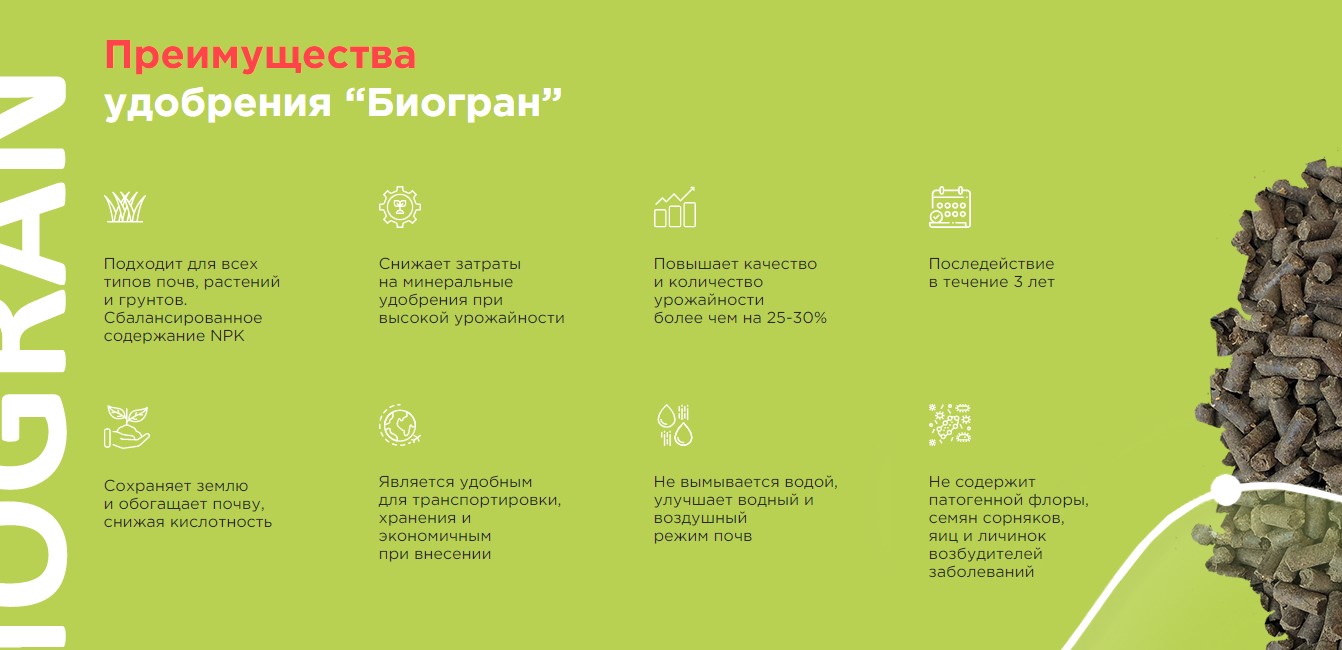 Преимущества
удобрения “Биогран”
Подходит для всех
типов почв, растений
и грунтов.
Сбалансированное
содержание NPK
Снижает затраты
на минеральные
удобрения при
высокой урожайности
Повышает качество
и количество
урожайности
более чем на 25-30%
Последействие
в течение 3 лет
Сохраняет землю
и обогащает почву,
снижая кислотность
Является удобным
для транспортировки,
хранения и
экономичным
при внесении
Не вымывается водой,
улучшает водный и
воздушный
режим почв
Не содержит
патогенной флоры,
семян сорняков,
яиц и личинок
возбудителей
заболеваний
IOGRAN